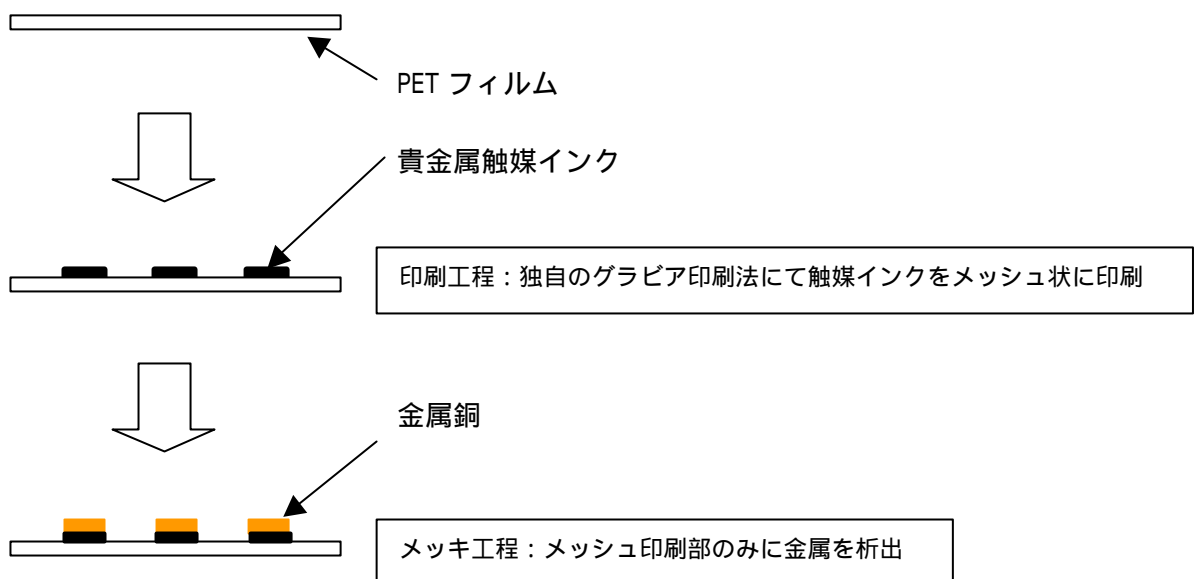 PET フィルム
貴金属触媒インク
印刷工程：独自のグラビア印刷法にて触媒インクをメッシュ状に印刷
金属銅
メッキ工程：メッシュ印刷部のみに金属を析出